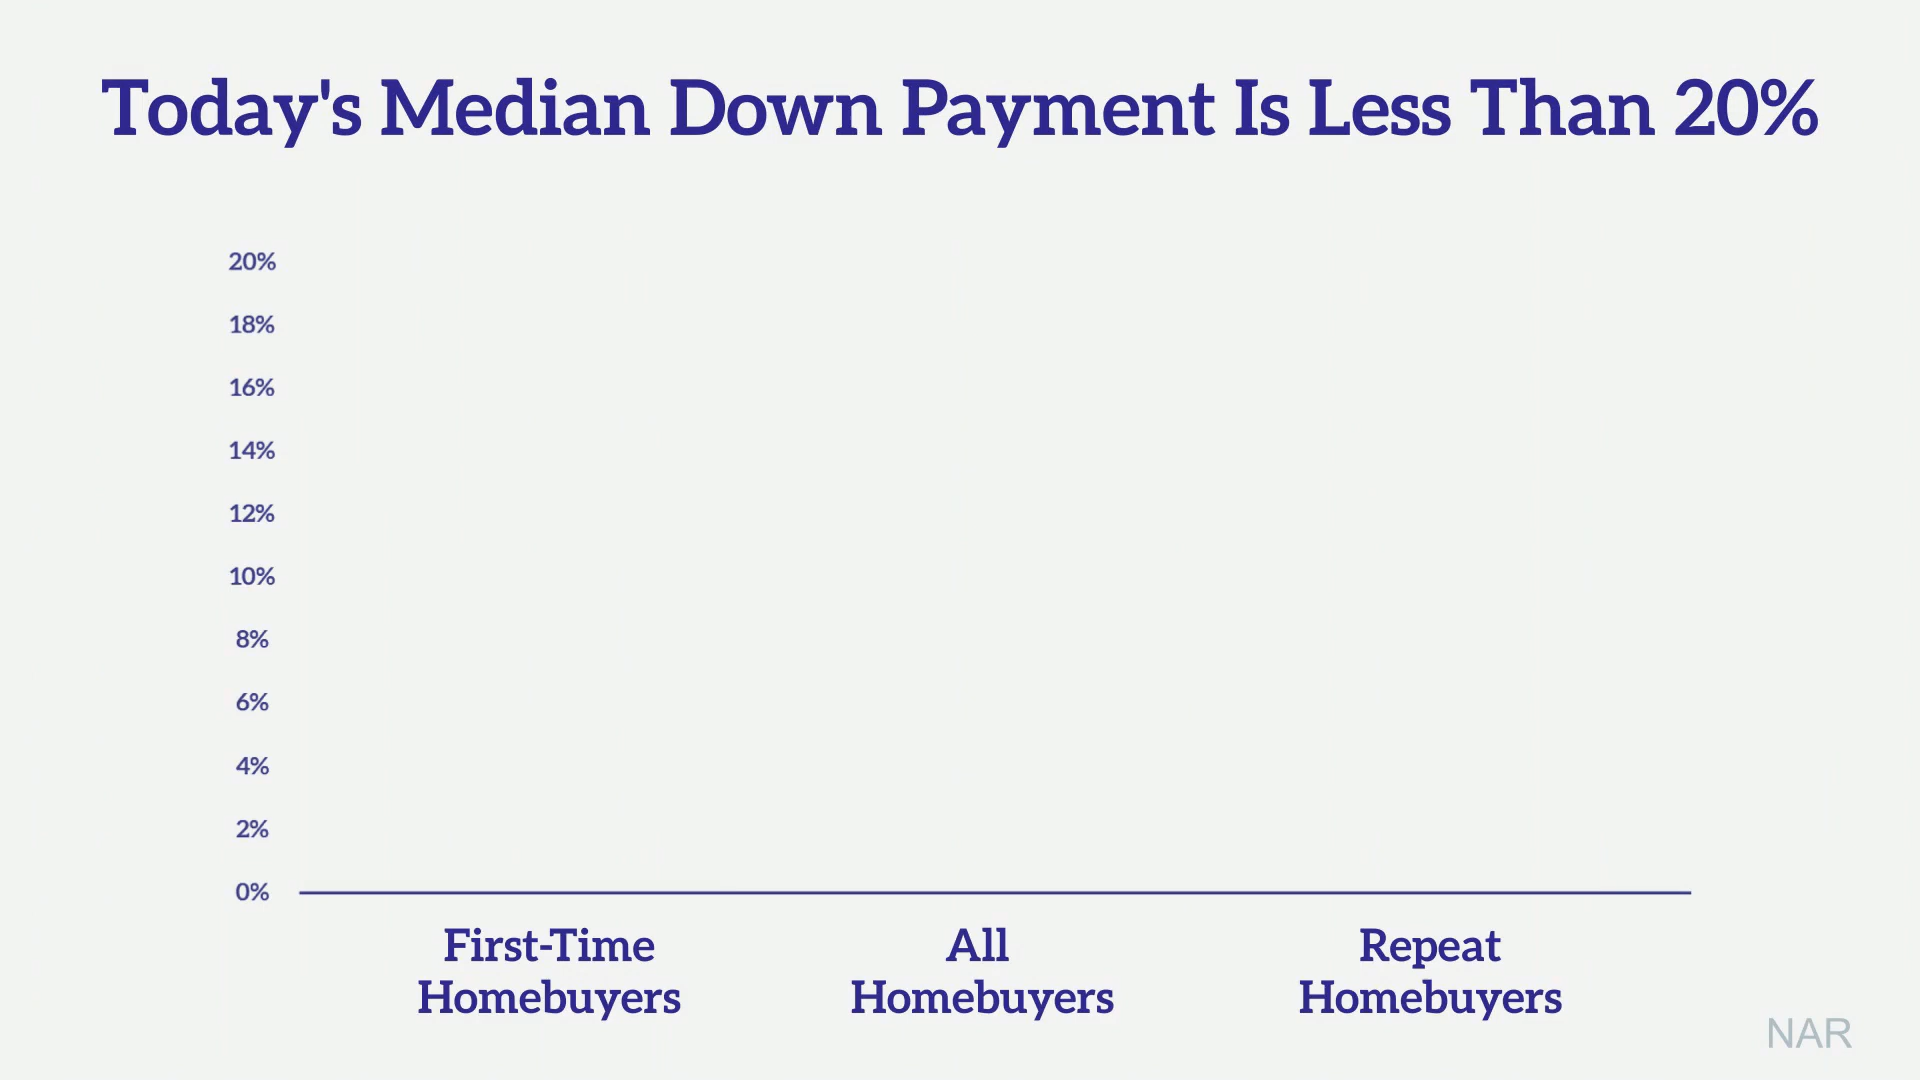 Today's Median Down Payment Is Less Than 20%
20%
18%
16%
14%
12%
10%
8%
6%
4%
2%
0%
First-Time
Homebuyers
All
Homebuyers
Repeat
Homebuyers
NAR